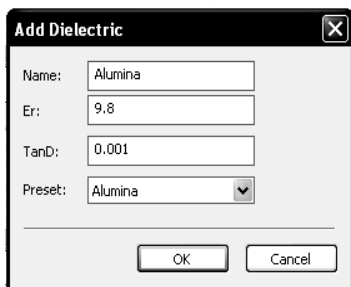 Add Dielectric
Name: Alumina
Er: 9.8
TanD: 0.001
Preset: Alumina
OK Cancel